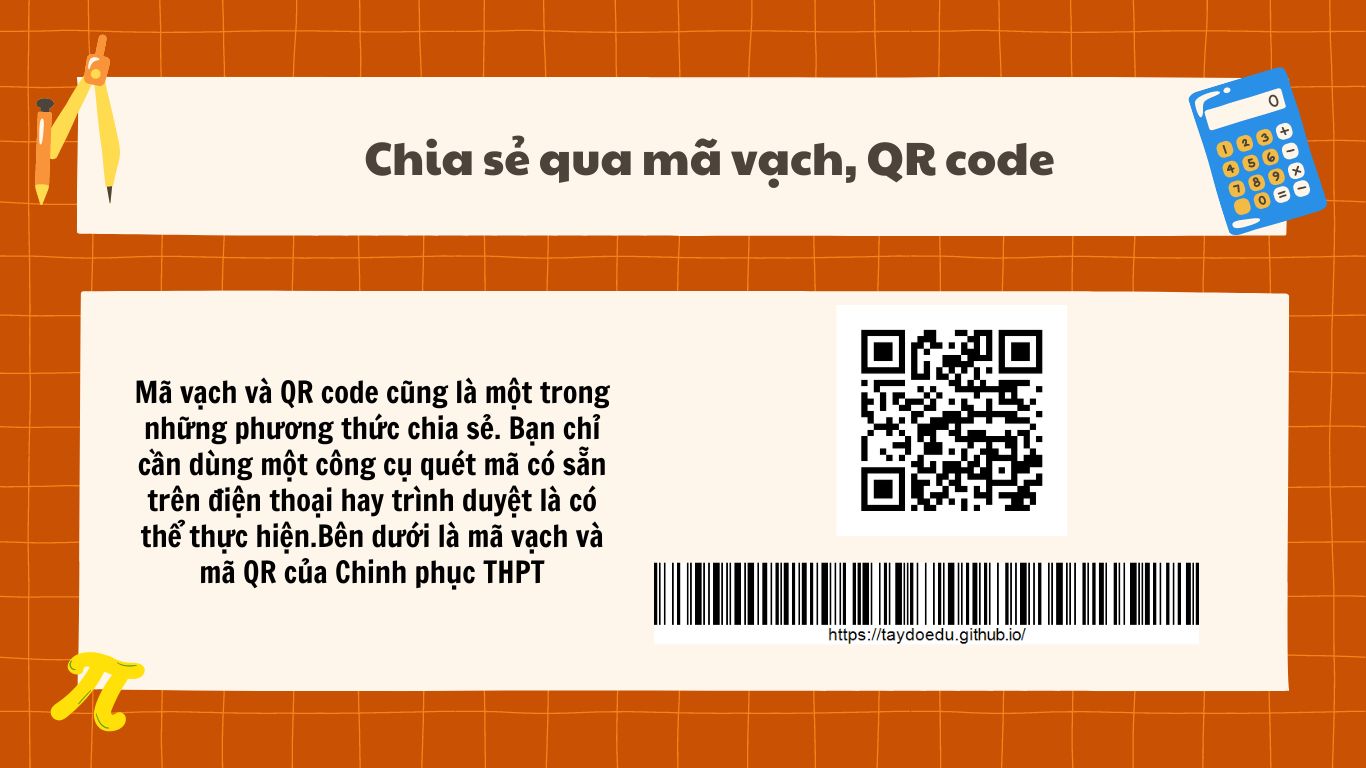 Chia sẻ qua mã vạch, QR code
0
1 2 3 +
4 5 6 −
7 8 9 ×
0 = −
Mã vạch và QR code cũng là một trong
những phương thức chia sẻ. Bạn chỉ
cần dùng một công cụ quét mã có sẵn
trên điện thoại hay trình duyệt là có
thể thực hiện.Bên dưới là mã vạch và
mã QR của Chinh phục THPT
https://taydoedu.github.io/
π